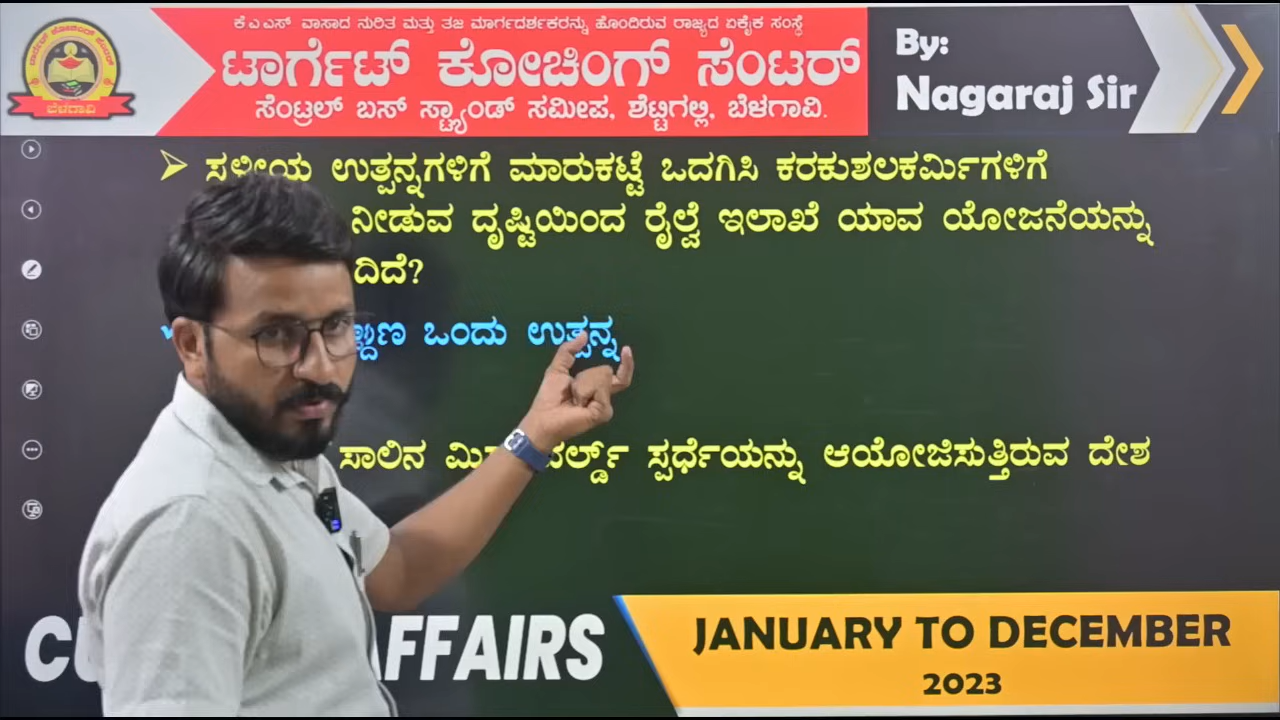 ಕೆ ಎ ಎಸ್ ವಾಸಾದ ನುರಿತ ಮತ್ತು ತಜ್ಞ ಮಾರ್ಗದರ್ಶಕರನ್ನು ಹೊಂದಿರುವ ರಾಜ್ಯದ ಏಕೈಕ ಸಂಸ್ಥೆ
ಟಾರ್ಗೆಟ್ ಕೋಚಿಂಗ್ ಸೆಂಟರ್
ಸೆಂಟ್ರಲ್ ಬಸ್ ಸ್ಟ್ಯಾಂಡ್ ಸಮೀಪ, ಶೆಟ್ಟಿಗಲ್ಲಿ, ಬೆಳಗಾವಿ.
ಬೆಳಗಾವಿ
By:
Nagaraj Sir
ಸ್ಥಳೀಯ ಉತ್ಪನ್ನಗಳಿಗೆ ಮಾರುಕಟ್ಟೆ ಒದಗಿಸಿ ಕರಕುಶಲಕರ್ಮಿಗಳಿಗೆ
ನೀಡುವ ದೃಷ್ಟಿಯಿಂದ ರೈಲ್ವೆ ಇಲಾಖೆ ಯಾವ ಯೋಜನೆಯನ್ನು
ದಿದೆ?
ಒಂದು ಉತ್ಪನ್ನ
ಸಾಲಿನ ವರ್ಲ್ಡ್ ಸ್ಪರ್ಧೆಯನ್ನು ಆಯೋಜಿಸುತ್ತಿರುವ ದೇಶ
AFFAIRS
JANUARY TO DECEMBER
2023